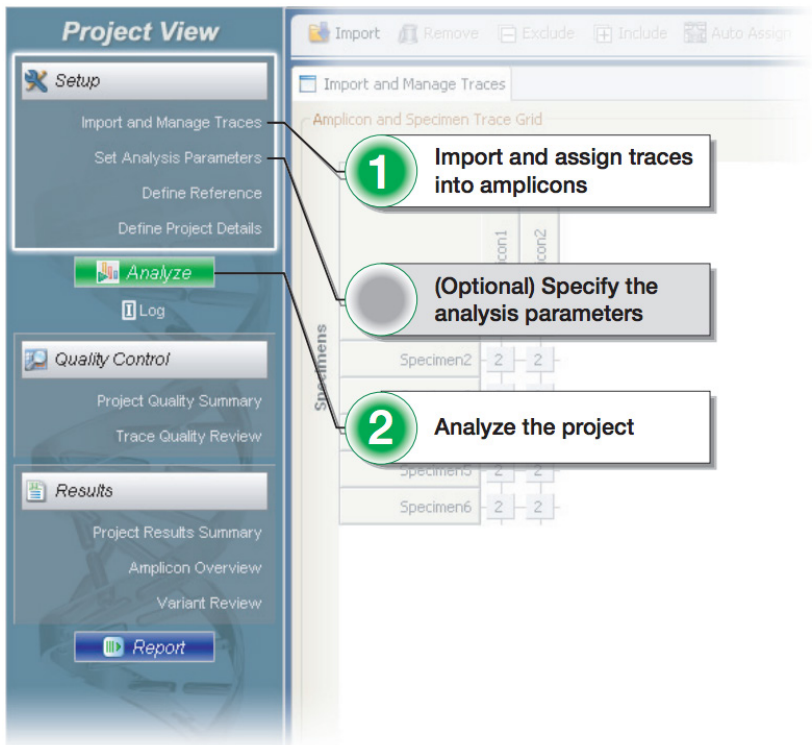 Project View
Setup
Import and Manage Traces
Set Analysis Parameters
Define Reference
Define Project Details
Analyze
Log
Quality Control
Project Quality Summary
Trace Quality Review
Results
Project Results Summary
Amplicon Overview
Variant Review
Report
Import Remove Exclude Include Auto Assign
Import and Manage Traces
Amplicon and Specimen Trace Grid
1 Import and assign traces
into amplicons
(Optional) Specify the
analysis parameters
Specimens
Specimen2 2 2
2 Analyze the project
Specimen5 2 2
Specimen6 2 2